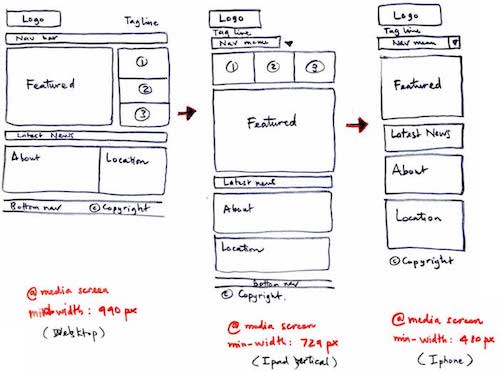 Logo
Tagline
Nav bar
Featured
1
2
3
Latest News
About
Location
Bottom nav
© Copyright
@media screen
min-width: 990 px
(Desktop)
Logo
Tag line
Nav menu
1
2
3
Featured
Latest news
About
Location
bottom nav
© Copyright.
@media screen
min-width: 729 px
(Ipad vertical)
Logo
Tag line
Nav menu
Featured
Latest News
About
Location
© Copyright
@media screen
min-width: 480 px
(Iphone)